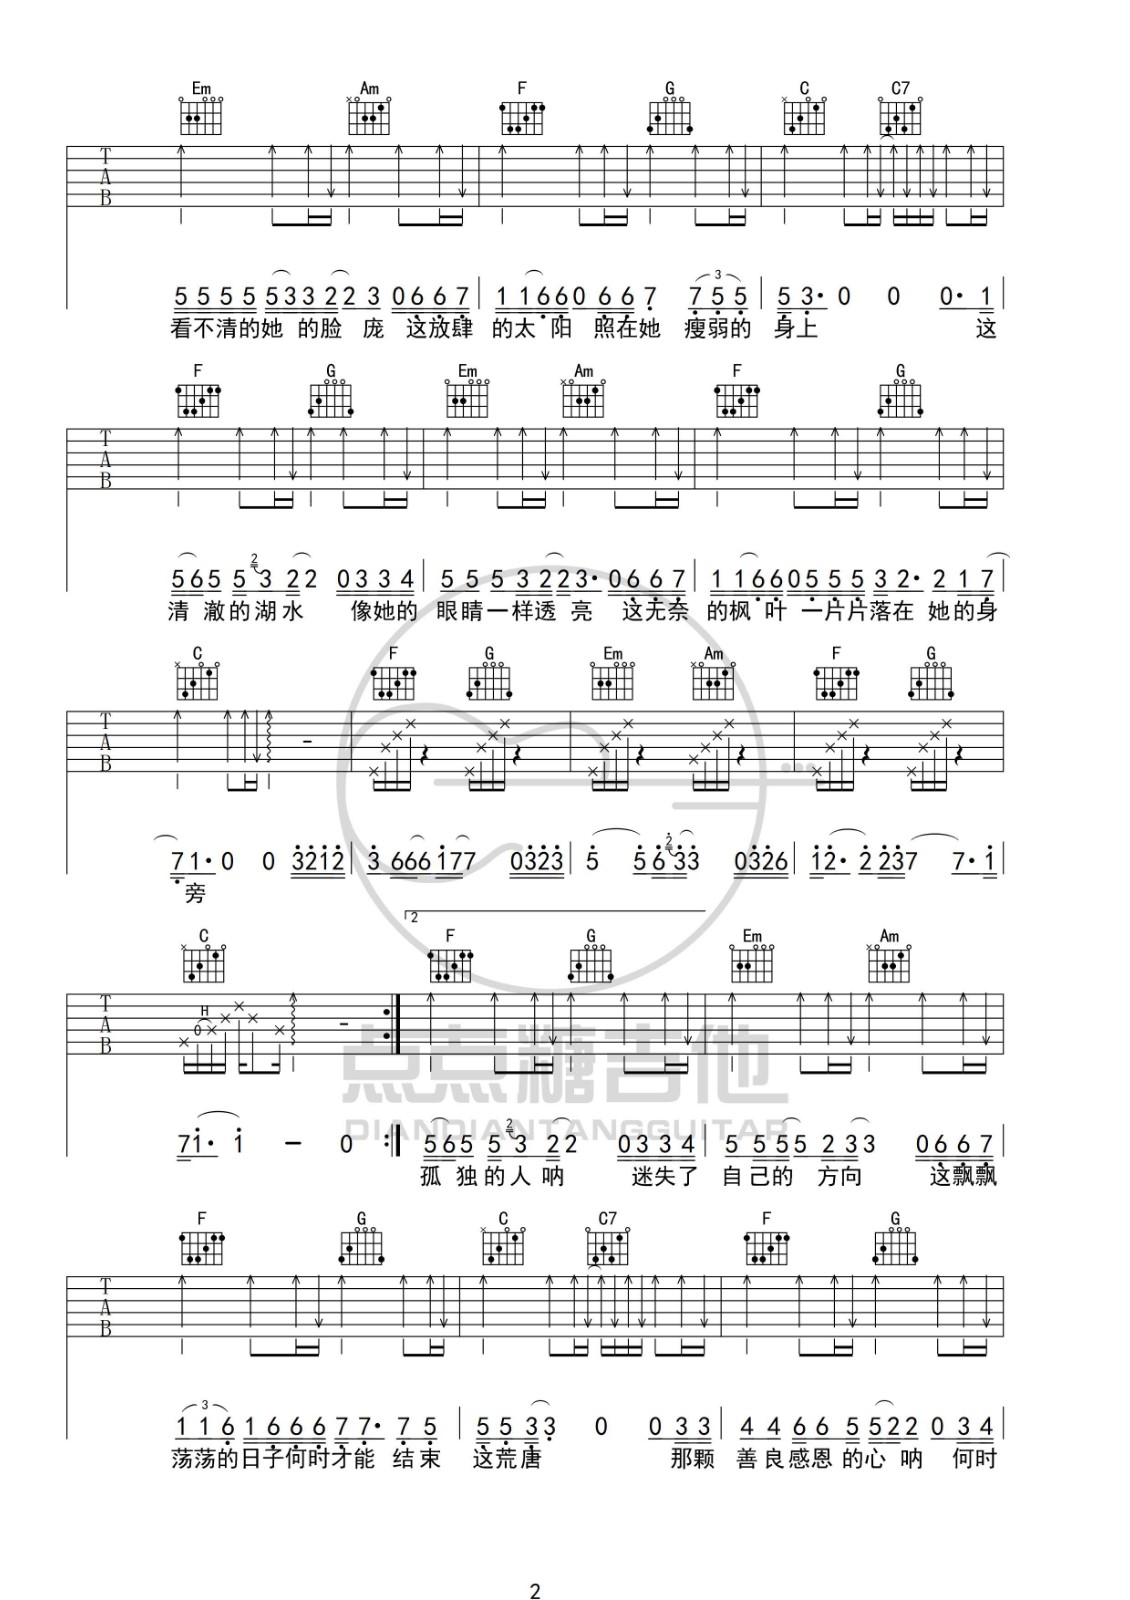 Em Am F G C C7
T
A
B
5 5 5 5 5 3 3 2 2 3 0 6 6 7 | 1 1 6 6 0 6 6 7 7 5 5 | 5 3· 0 0 0· 1
3
看不清的她 的脸 庞 这放肆 的太 阳 照在她 瘦弱的 身上 这
F G Em Am F G
T
A
B
2
5 6 5 5 3 2 2 0 3 3 4 | 5 5 5 3 2 2 3· 0 6 6 7 | 1 1 6 6 0 5 5 5 3 2· 2 1 7
清 澈的湖 水 像她的 眼睛一样透 亮 这无奈 的枫 叶 一片片落在 她的身
C F G Em Am F G
T
A
B
2
7 1· 0 0 3 2 1 2 | 3 6 6 6 1 7 7 0 3 2 3 | 5 5 6 3 3 0 3 2 6 | 1 2· 2 2 3 7 7· 1
旁
2
C F G Em Am
T
A
B
0 H
点点糖吉他
DIANDIANTANGGUITAR
2
7 1· 1 – 0 :| 5 6 5 5 3 2 2 0 3 3 4 | 5 5 5 5 2 3 3 0 6 6 7
孤 独的人 呐 迷失了 自己的 方向 这飘飘
F G C C7 F G
T
A
B
3
1 1 6 1 6 6 6 7 7· 7 5 | 5 5 3 3 0 0 3 3 | 4 4 6 6 5 5 2 2 0 3 4
荡荡的日子何时才能 结束 这荒唐 那颗 善良感恩的心 呐 何时
2